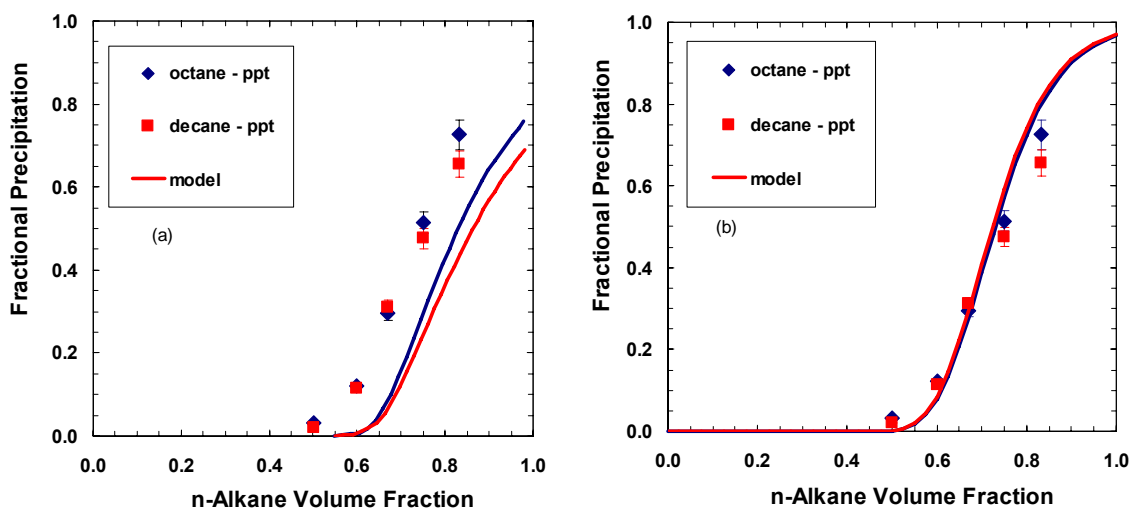 Fractional Precipitation
1.0
0.8
0.6
0.4
0.2
0.0
octane - ppt
decane - ppt
model
(a)
0.0 0.2 0.4 0.6 0.8 1.0
n-Alkane Volume Fraction
Fractional Precipitation
1.0
0.8
0.6
0.4
0.2
0.0
octane - ppt
decane - ppt
model
(b)
0.0 0.2 0.4 0.6 0.8 1.0
n-Alkane Volume Fraction